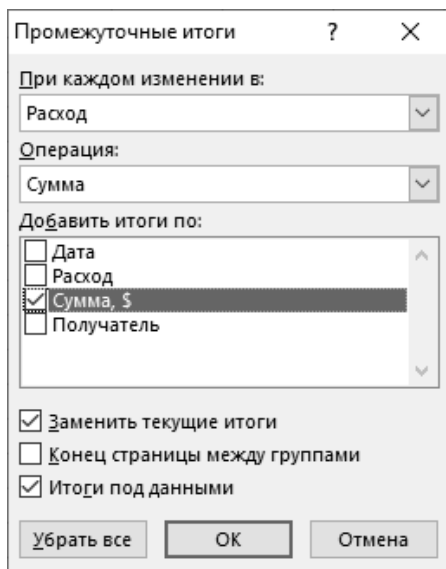 Промежуточные итоги ?
При каждом изменении в:
Расход
Операция:
Сумма
Добавить итоги по:
Дата
Расход
Сумма, $
Получатель
Заменить текущие итоги
Конец страницы между группами
Итоги под данными
Убрать все ОК Отмена